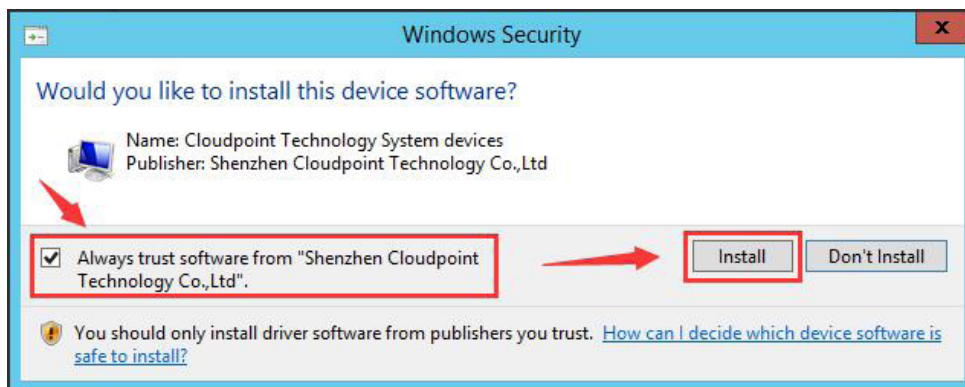 Windows Security
x
Would you like to install this device software?
Name: Cloudpoint Technology System devices
Publisher: Shenzhen Cloudpoint Technology Co.,Ltd
Always trust software from "Shenzhen Cloudpoint
Technology Co.,Ltd".
Install
Don't Install
You should only install driver software from publishers you trust. How can I decide which device software is
safe to install?